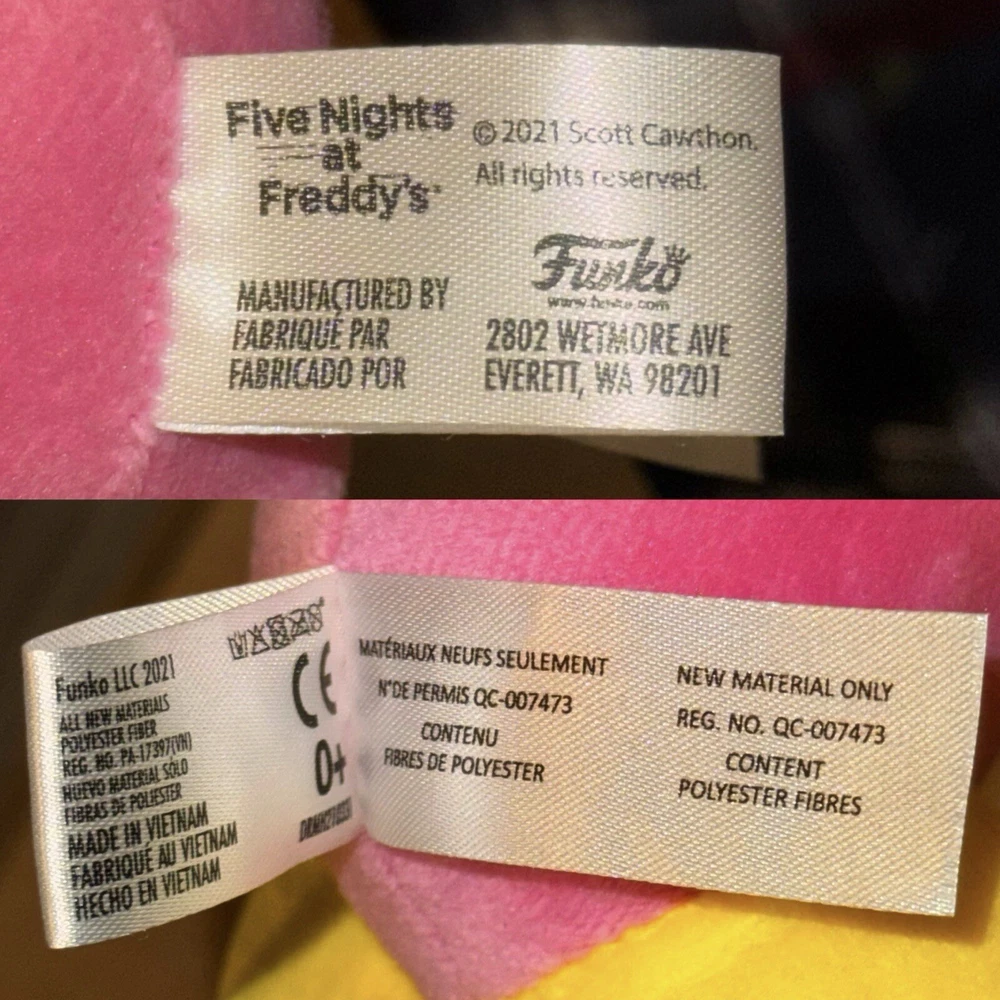 Five Nights
at
Freddy's
©2021 Scott Cawthon.
All rights reserved.
MANUFACTURED BY
FABRIQUÉ PAR
FABRICADO POR
Funko
www.funko.com
2802 WETMORE AVE
EVERETT, WA 98201
Funko LLC 2021
ALL NEW MATERIALS
POLYESTER FIBER
REG. NO. PA-17397(VN)
NUEVO MATERIAL SÓLO
FIBRAS DE POLIESTER
MADE IN VIETNAM
FABRIQUÉ AU VIETNAM
HECHO EN VIETNAM
CE
0+
MATÉRIAUX NEUFS SEULEMENT
N°DE PERMIS QC-007473
CONTENU
FIBRES DE POLYESTER
NEW MATERIAL ONLY
REG. NO. QC-007473
CONTENT
POLYESTER FIBRES